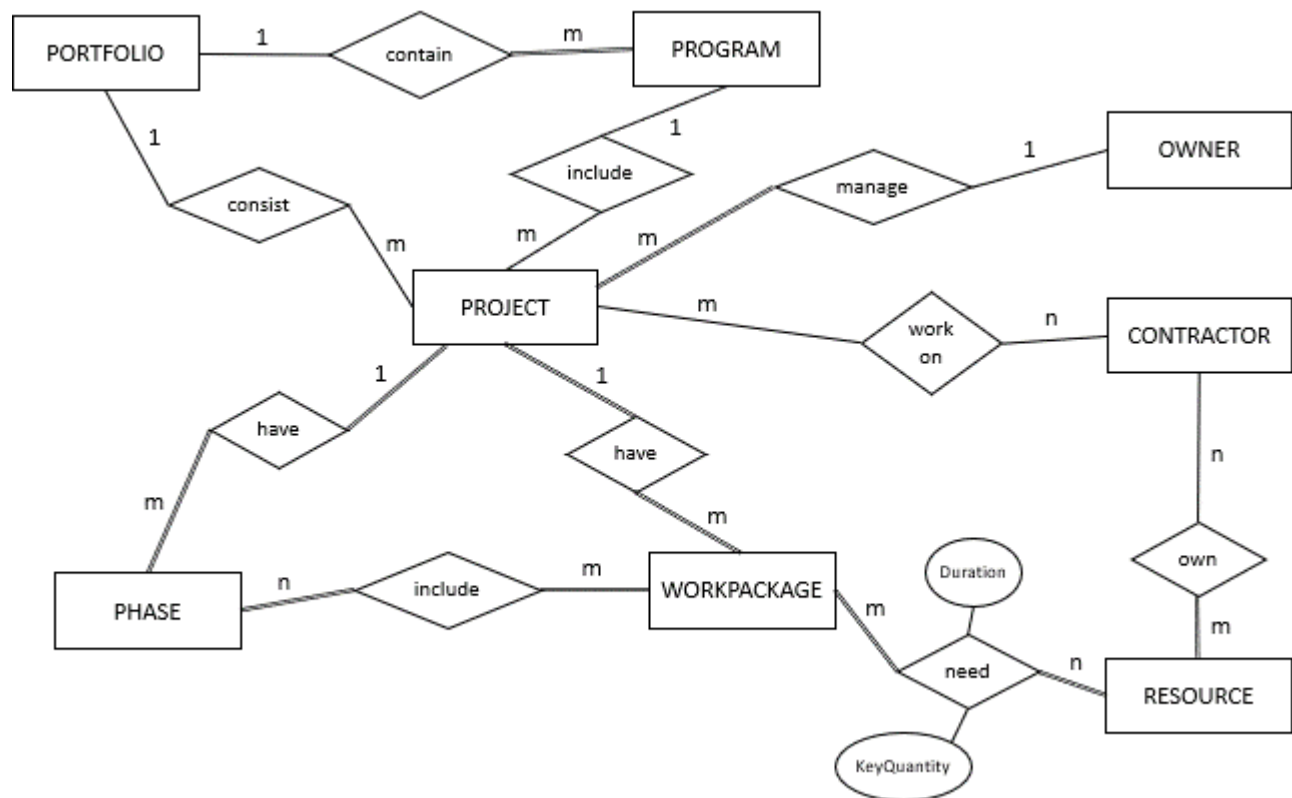 PORTFOLIO
1
contain
m
PROGRAM
1
1
include
consist
m
m
manage
1
OWNER
m
m
PROJECT
m
work
on
n
CONTRACTOR
1
have
1
have
n
m
m
own
Duration
PHASE
n
include
m
WORKPACKAGE
m
m
need
n
RESOURCE
KeyQuantity